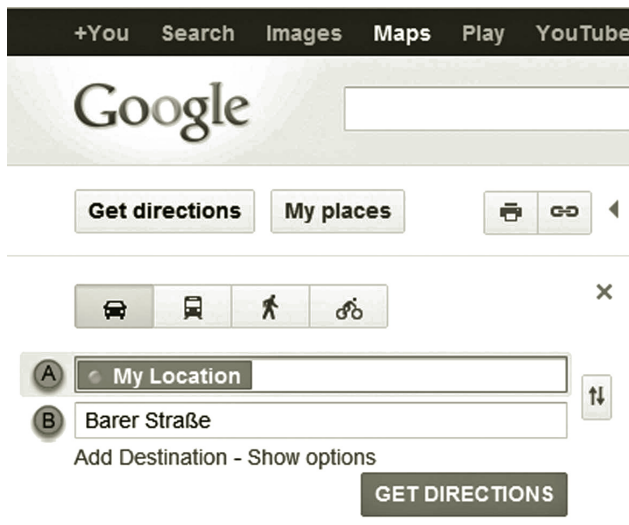 +You Search Images Maps Play YouTube
Google
Get directions My places
A My Location
B Barer Straße
Add Destination - Show options
GET DIRECTIONS